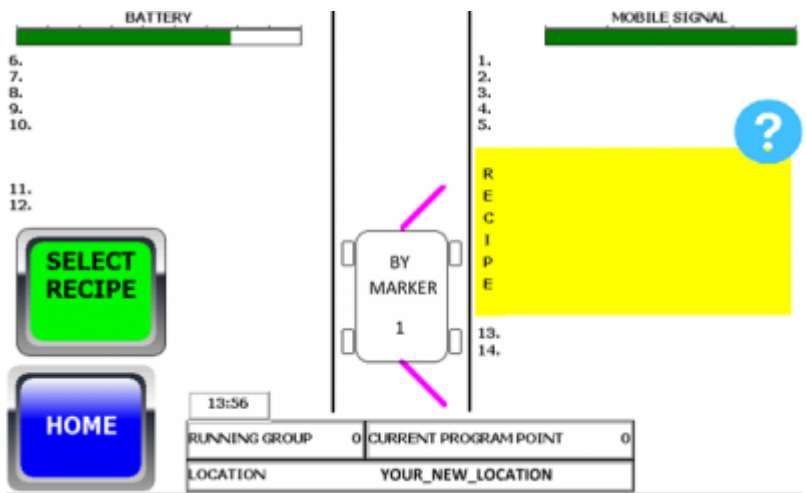 BATTERY
MOBILE SIGNAL
6.
7.
8.
9.
10.
11.
12.
1.
2.
3.
4.
5.
?
R
E
C
I
P
E
13.
14.
SELECT
RECIPE
BY
MARKER
1
HOME
13:56
RUNNING GROUP 0 CURRENT PROGRAM POINT 0
LOCATION YOUR_NEW_LOCATION